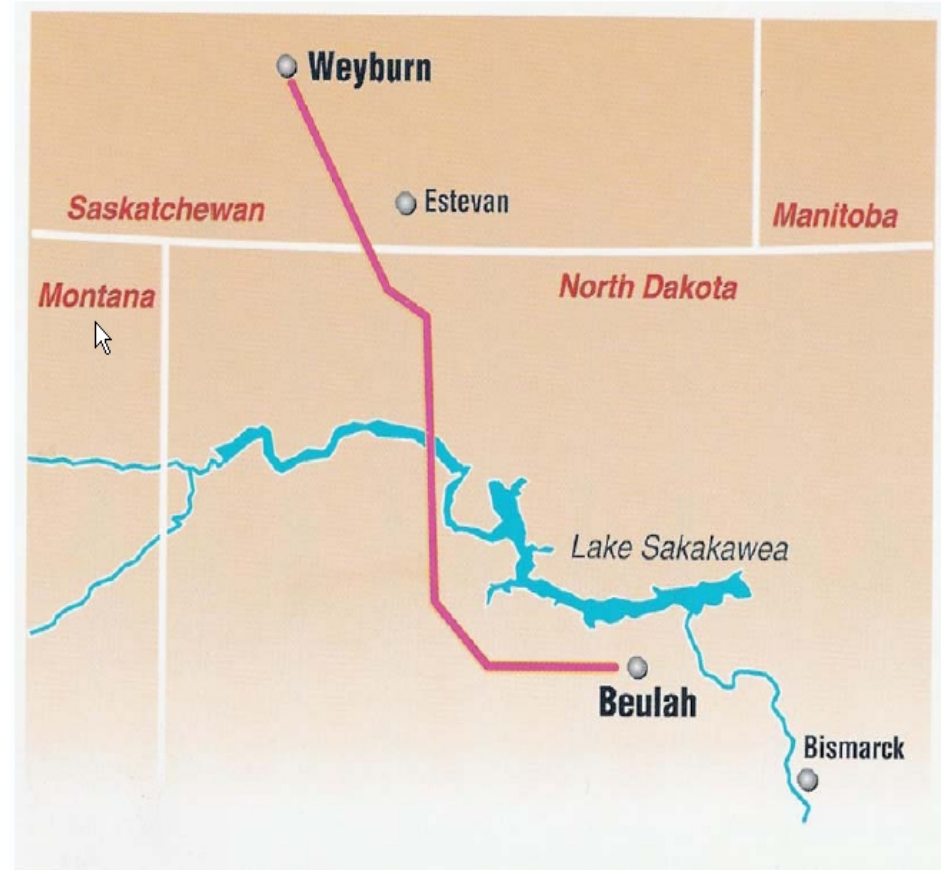 Weyburn
Estevan
Saskatchewan
Manitoba
Montana
North Dakota
Lake Sakakawea
Beulah
Bismarck